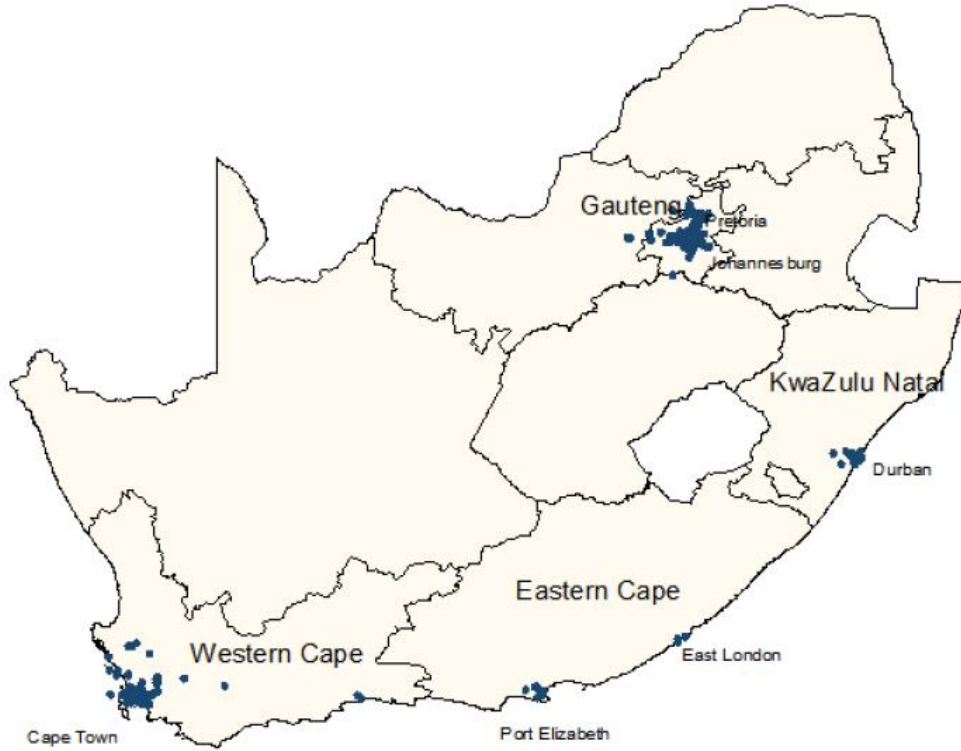 Gauteng
Pretoria
Johannesburg
KwaZulu Natal
Durban
Eastern Cape
Western Cape
East London
Cape Town
Port Elizabeth